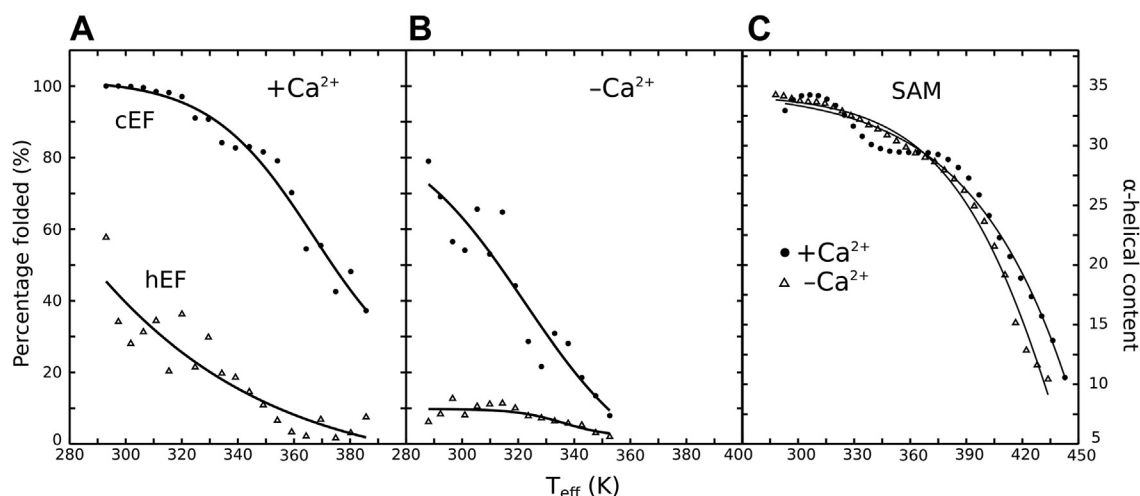 A
B
C
+Ca²⁺
–Ca²⁺
SAM
cEF
hEF
+Ca²⁺
–Ca²⁺
Percentage folded (%)
100
80
60
40
20
0
35
30
25
20
15
10
5
α-helical content
280 300 320 340 360 380
280 300 320 340 360 380 400
300 330 360 390 420 450
T_eff (K)